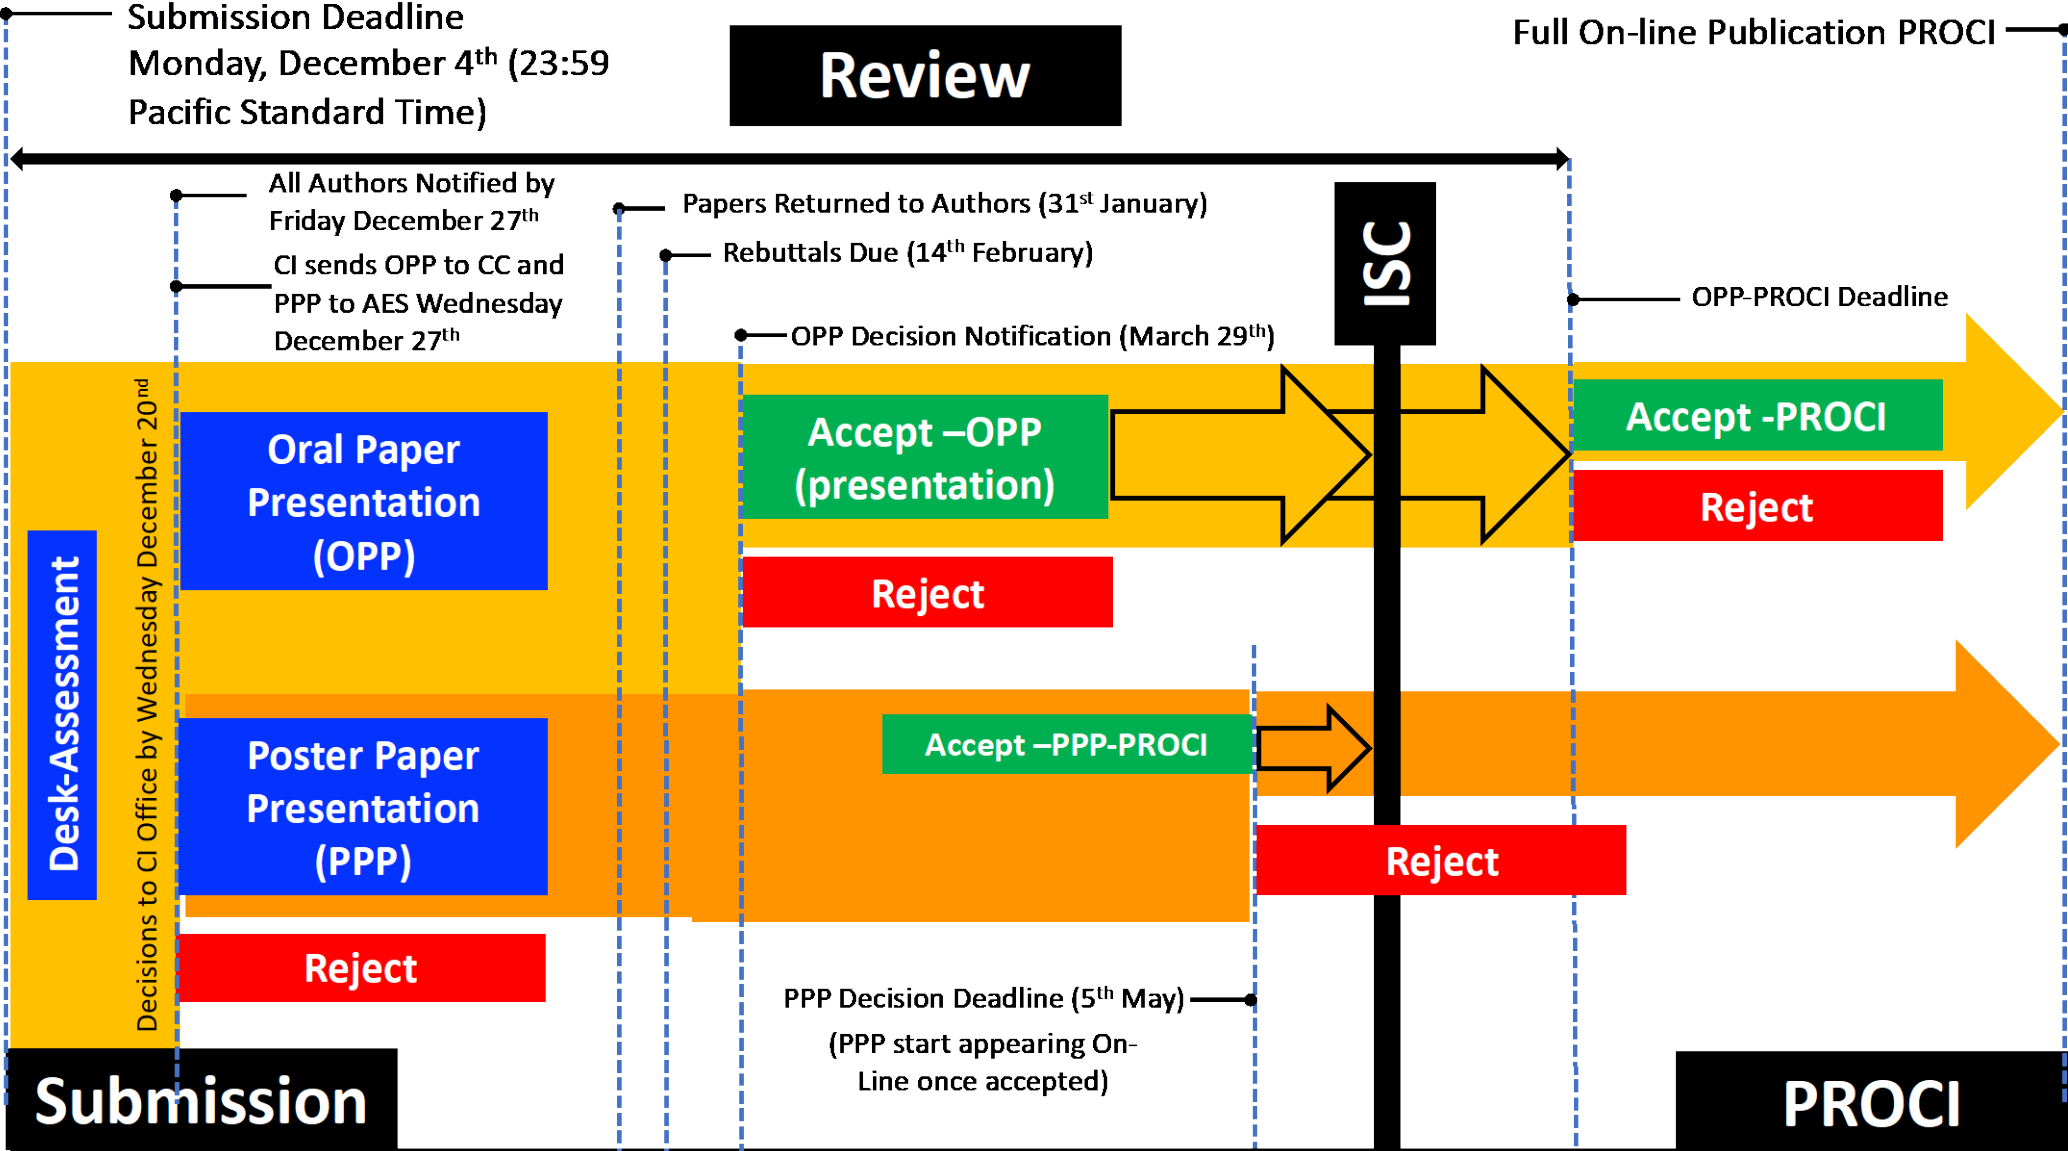 Submission Deadline
Monday, December 4th (23:59
Pacific Standard Time)
Review
Full On-line Publication PROCI
All Authors Notified by
Friday December 27th
CI sends OPP to CC and
PPP to AES Wednesday
December 27th
Papers Returned to Authors (31st January)
Rebuttals Due (14th February)
OPP Decision Notification (March 29th)
ISC
OPP-PROCI Deadline
Desk-Assessment
Decisions to CI Office by Wednesday December 20nd
Oral Paper
Presentation
(OPP)
Accept –OPP
(presentation)
Reject
Accept -PROCI
Reject
Poster Paper
Presentation
(PPP)
Accept –PPP-PROCI
Reject
Reject
PPP Decision Deadline (5th May)
(PPP start appearing On-
Line once accepted)
Submission
PROCI